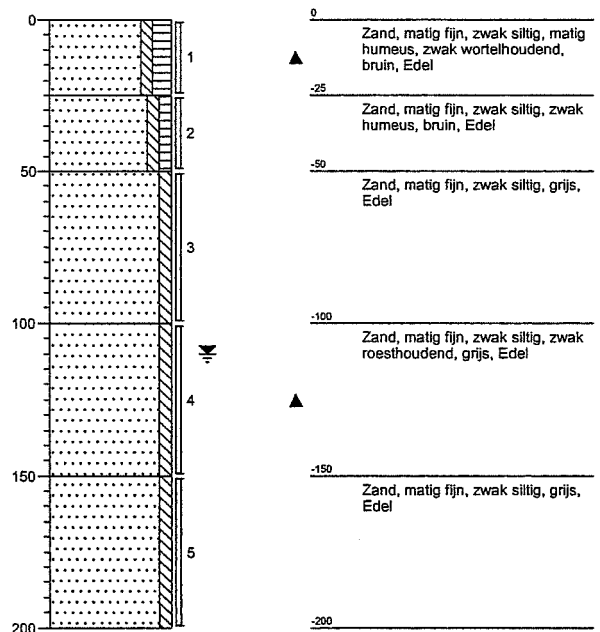 0
1
2
50
3
100
4
150
5
200
0
Zand, matig fijn, zwak siltig, matig
humeus, zwak wortelhoudend,
bruin, Edel
-25
Zand, matig fijn, zwak siltig, zwak
humeus, bruin, Edel
-50
Zand, matig fijn, zwak siltig, grijs,
Edel
-100
Zand, matig fijn, zwak siltig, zwak
roesthoudend, grijs, Edel
-150
Zand, matig fijn, zwak siltig, grijs,
Edel
-200